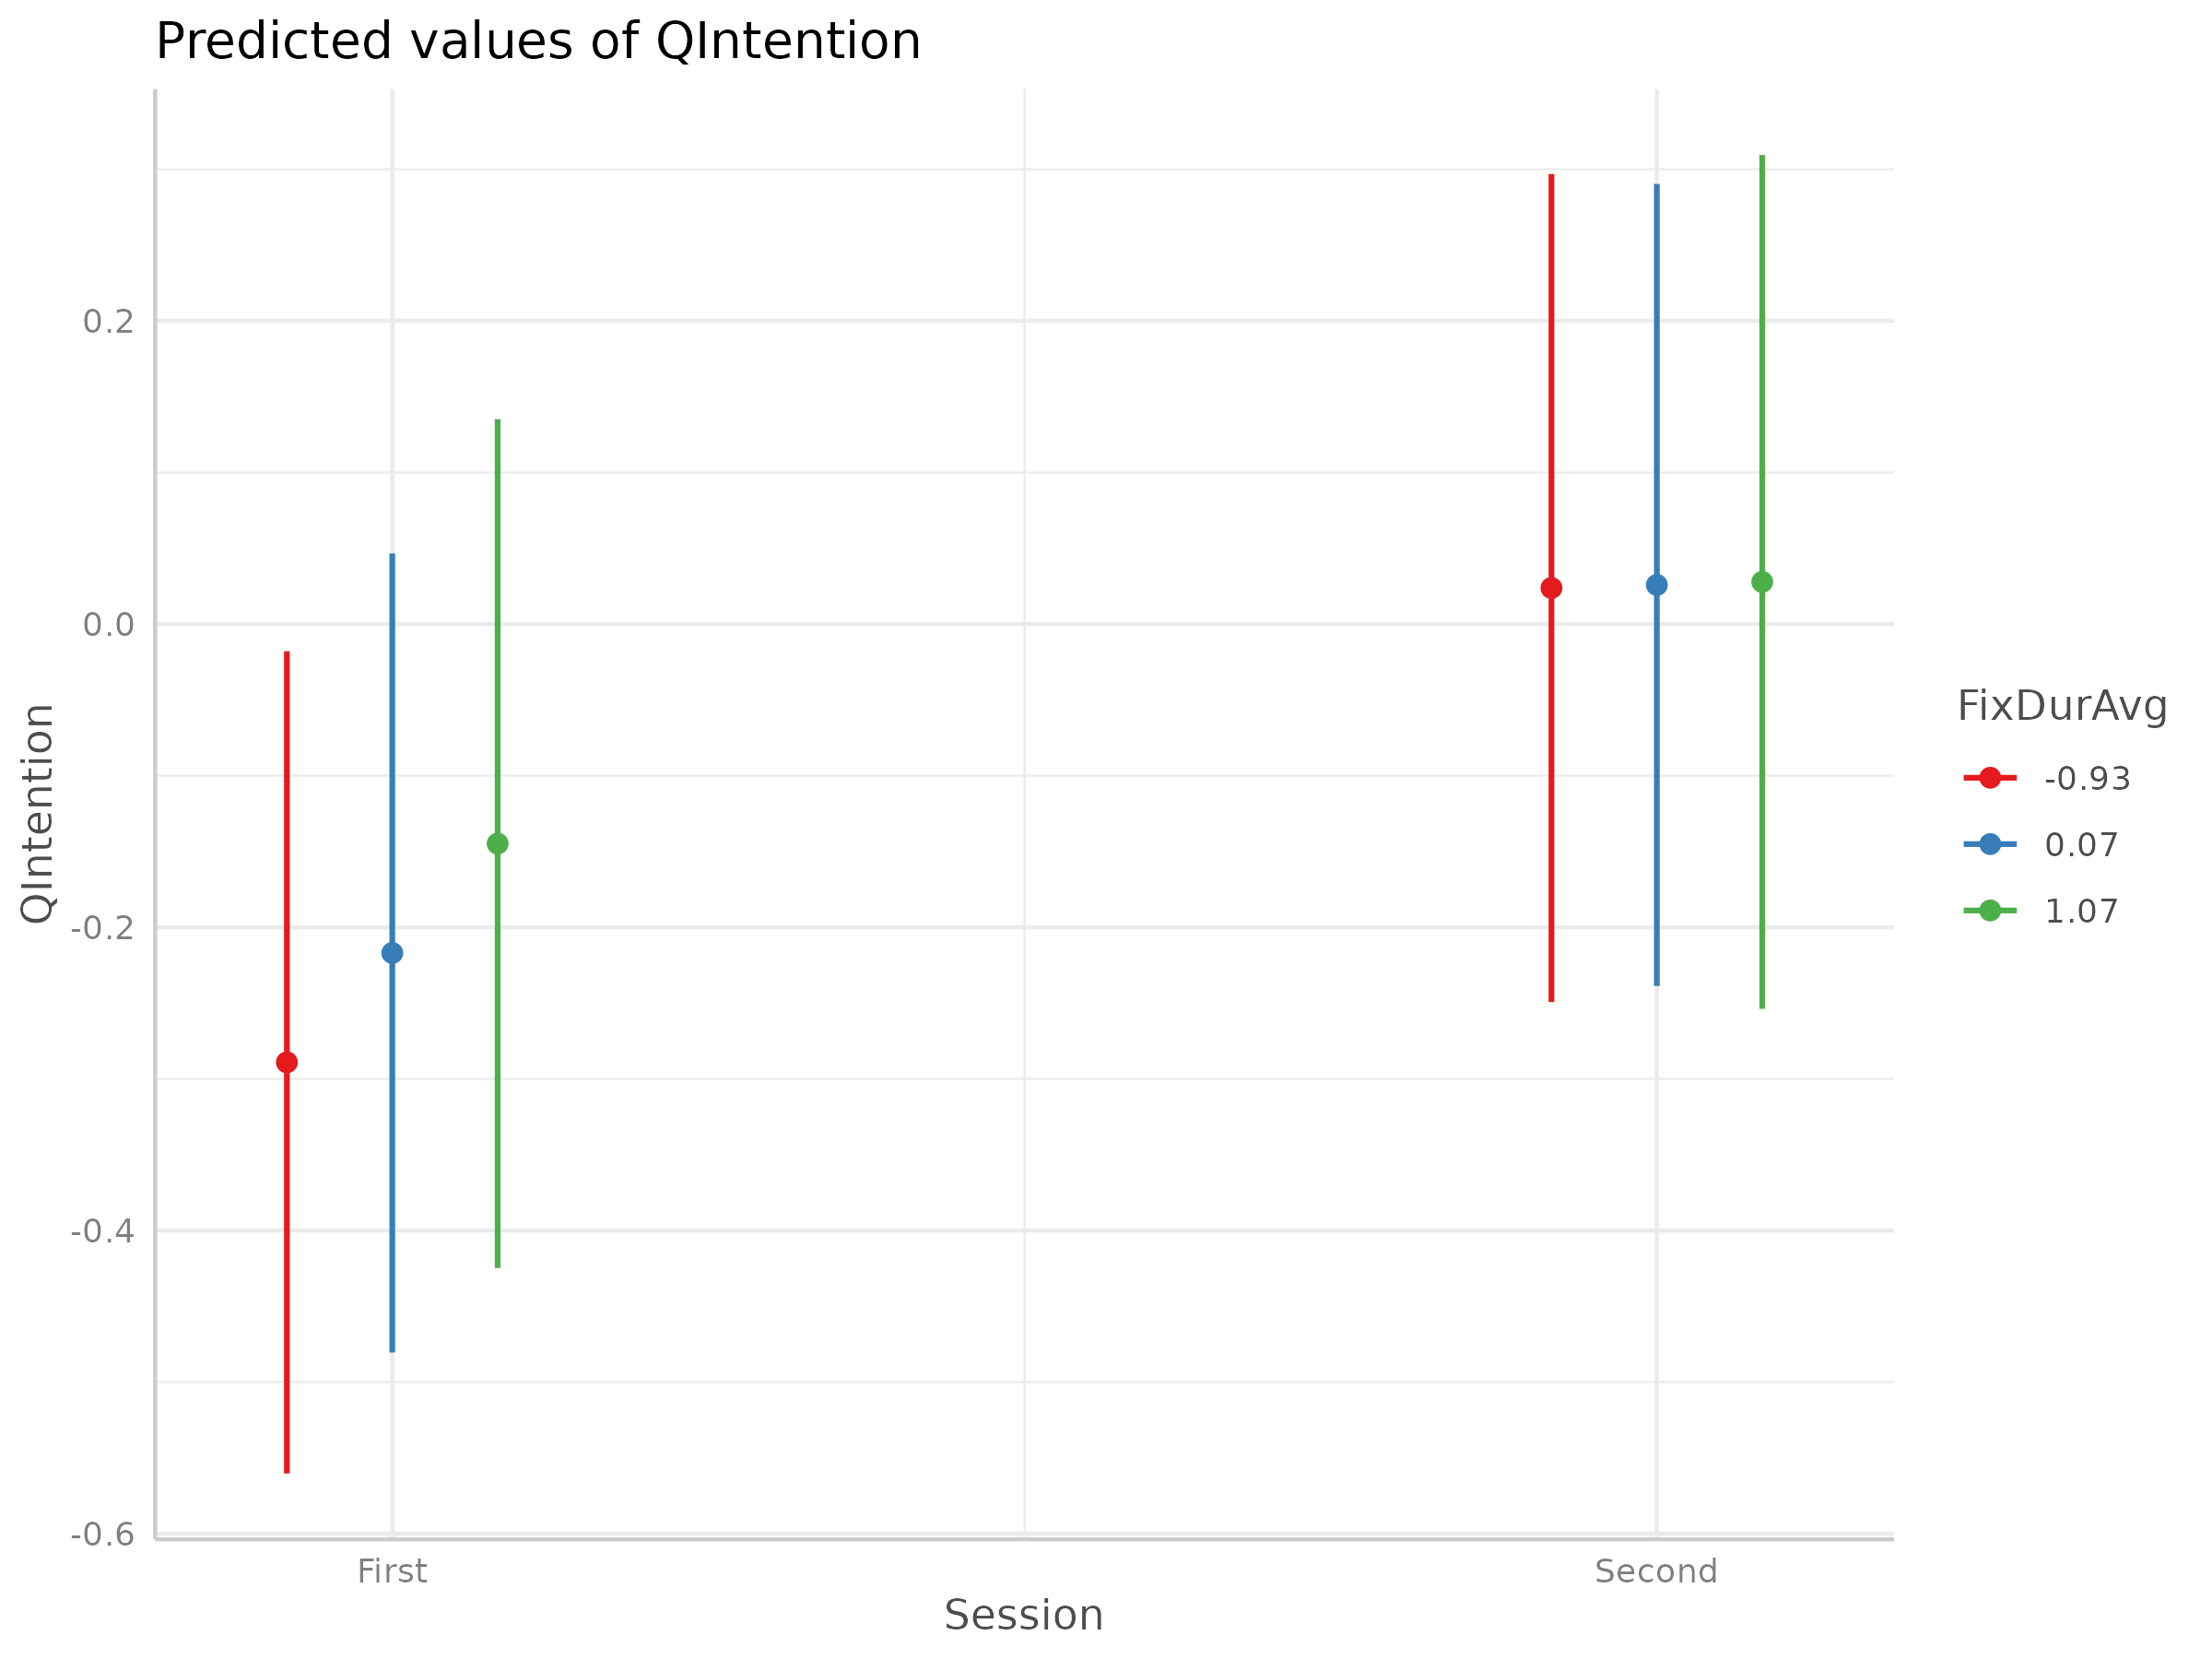 Predicted values of QIntention
QIntention
0.2
0.0
-0.2
-0.4
-0.6
First
Second
Session
FixDurAvg
-0.93
0.07
1.07